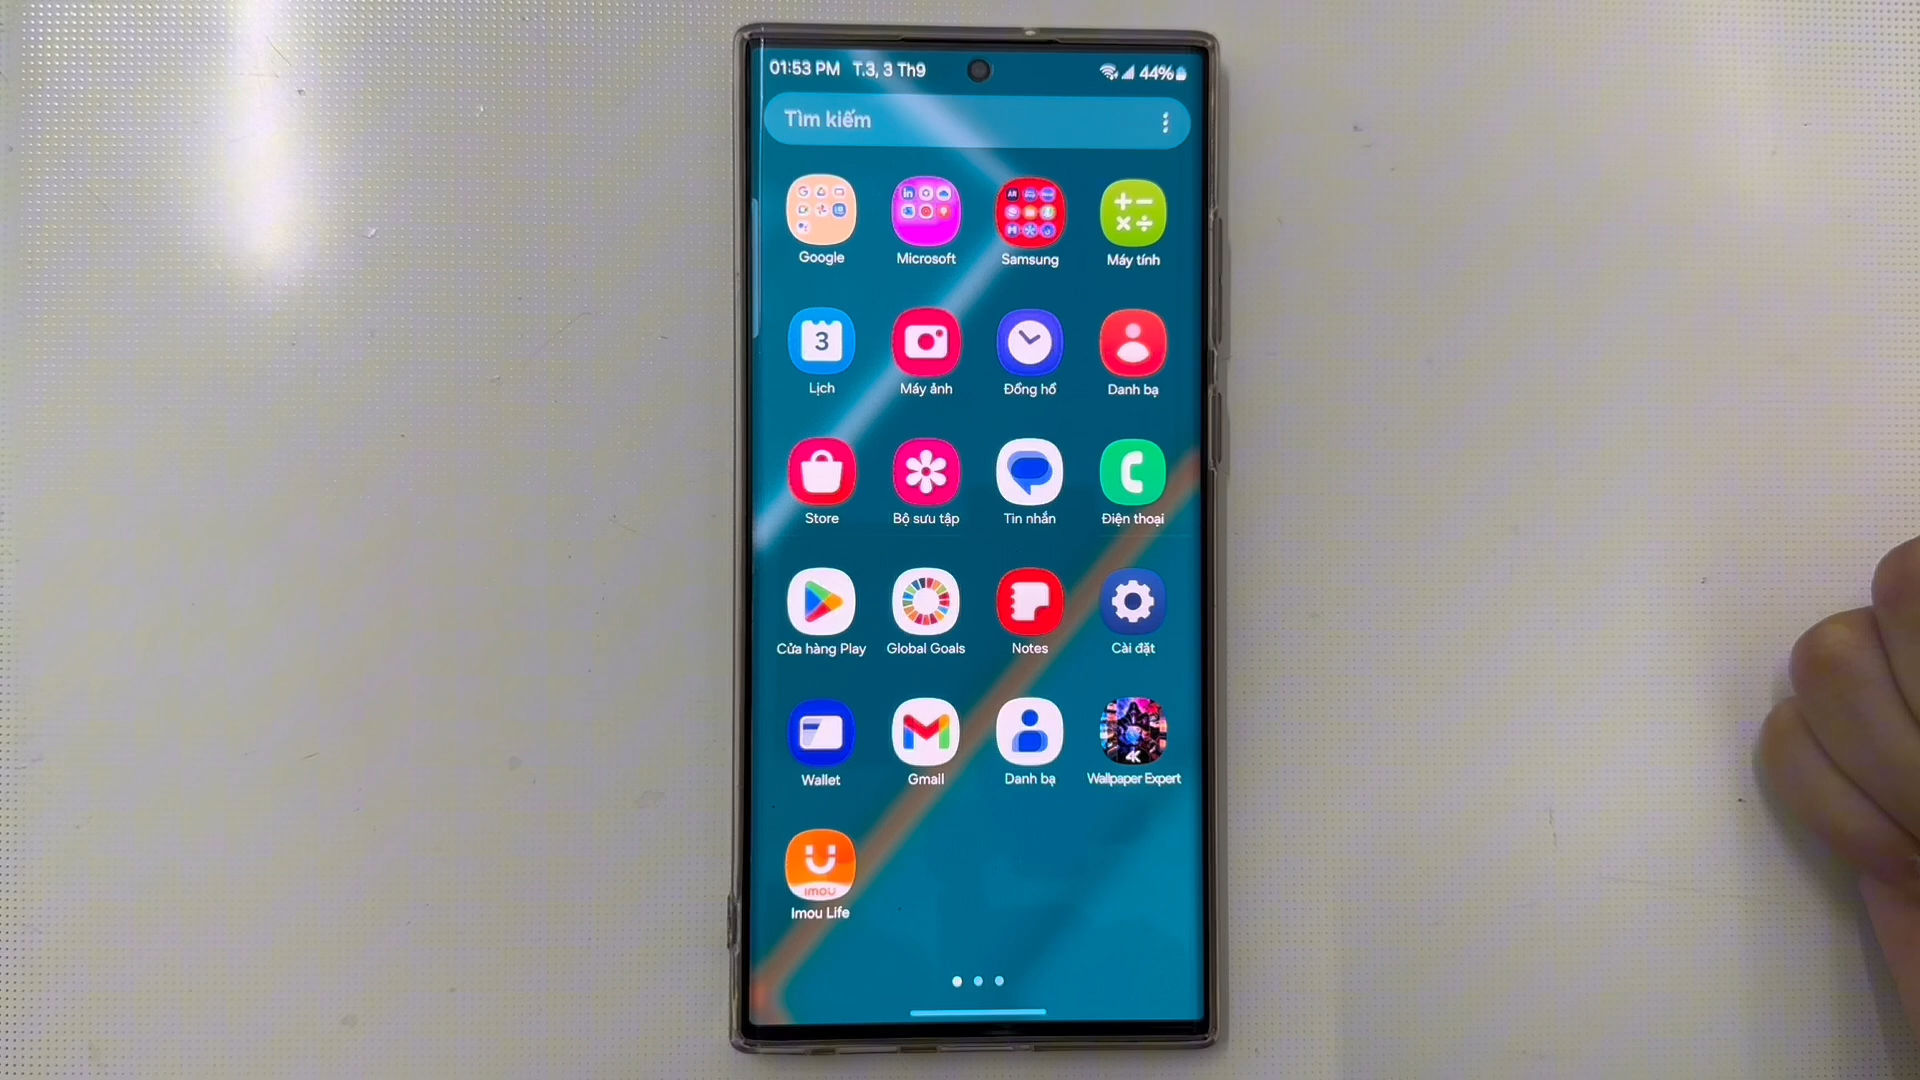 01:53 PM T.3, 3 Th9 44%
Tìm kiếm
Google Microsoft Samsung Máy tính
3
Lịch Máy ảnh Đồng hồ Danh bạ
Store Bộ sưu tập Tin nhắn Điện thoại
Cửa hàng Play Global Goals Notes Cài đặt
4K
Wallet Gmail Danh bạ Wallpaper Expert
imou
Imou Life